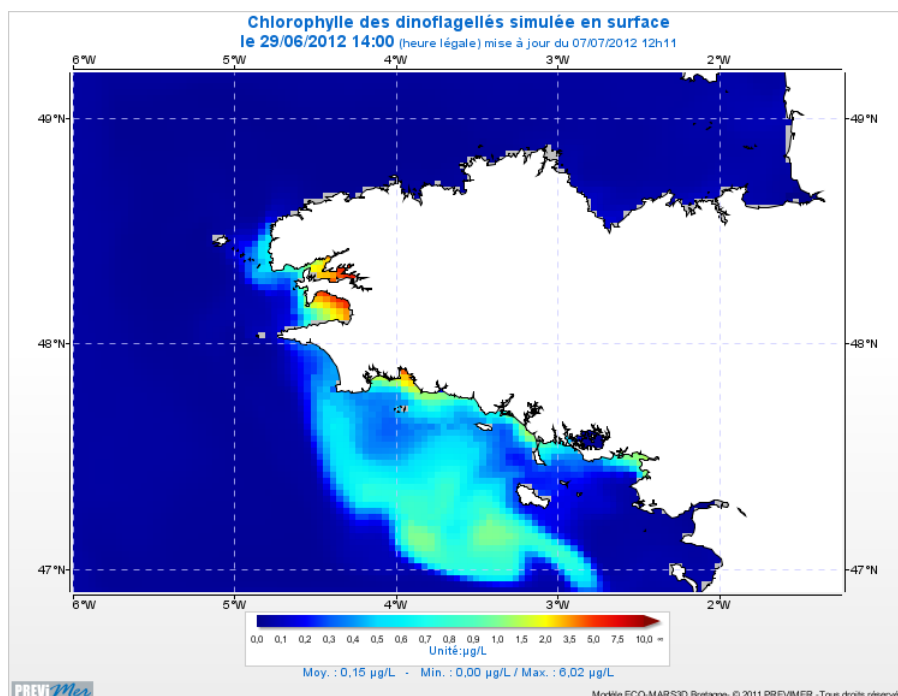 Chlorophylle des dinoflagellés simulée en surface
le 29/06/2012 14:00 (heure légale) mise à jour du 07/07/2012 12h11
6°W 5°W 4°W 3°W 2°W
49°N 49°N
48°N 48°N
47°N 47°N
6°W 5°W 4°W 3°W 2°W
0,0 0,1 0,2 0,3 0,4 0,5 0,6 0,7 0,9 1,0 2,0 3,5 5,0 7,5 10,0 ∞
Unité:µg/L
Moy. : 0,15 µg/L - Min. : 0,00 µg/L / Max. : 6,02 µg/L
PREViMer Modèle ECO-MARS3D Bretagne- © 2011 PREVIMER -Tous droits réservé